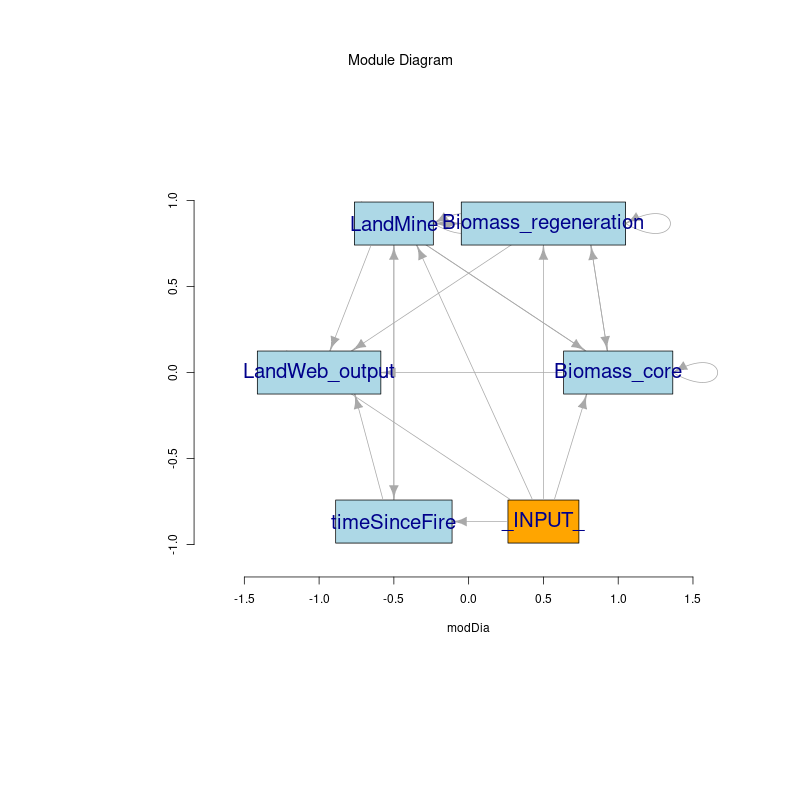 Module Diagram
1.0
LandMine
Biomass_regeneration
0.5
0.0
LandWeb_output
Biomass_core
-0.5
timeSinceFire
_INPUT_
-1.0
-1.5 -1.0 -0.5 0.0 0.5 1.0 1.5
modDia